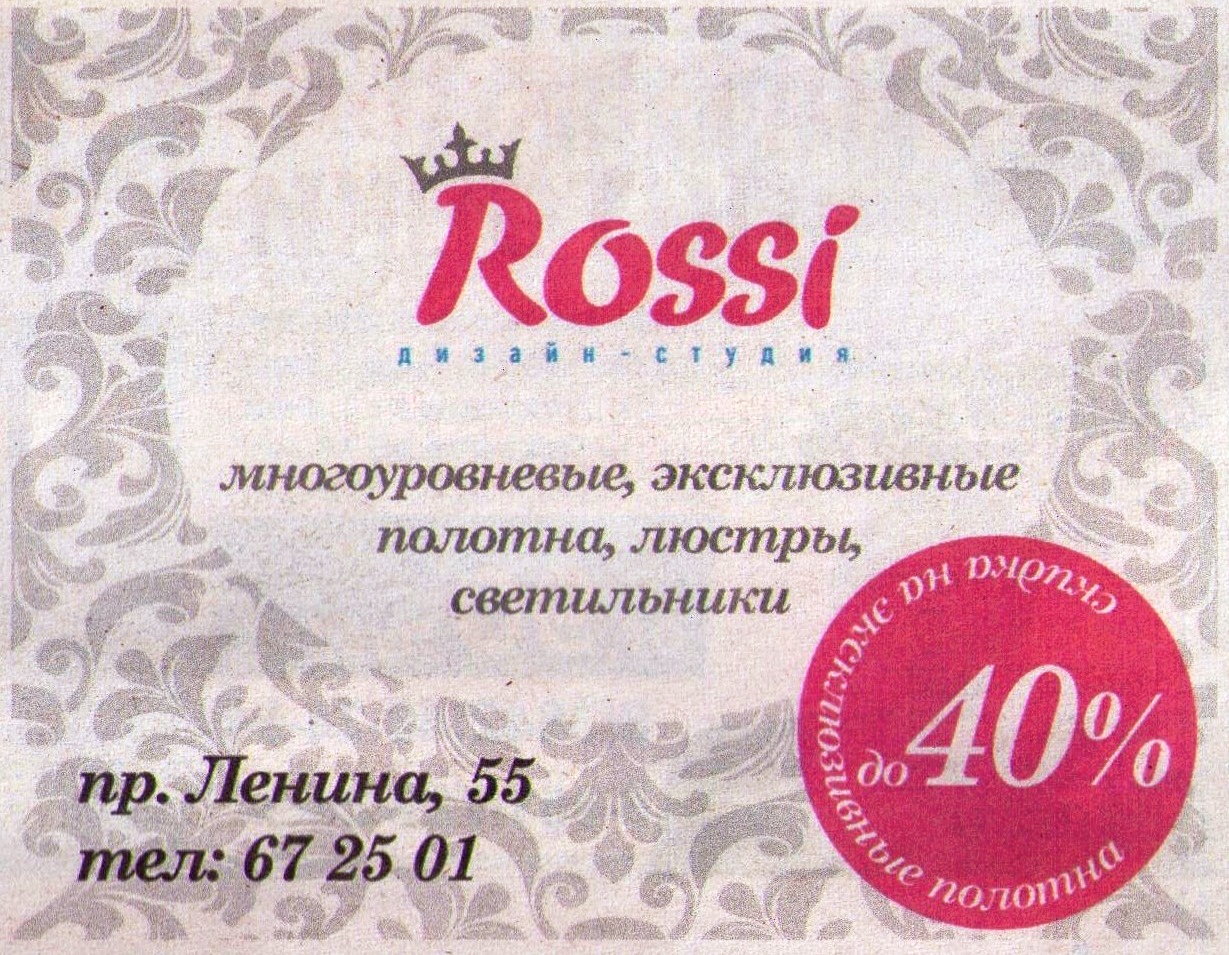 Rossi
дизайн-студия
многоуровневые, эксклюзивные
полотна, люстры,
светильники
скидка на эксклюзивные полотна
до 40%
пр. Ленина, 55
тел: 67 25 01